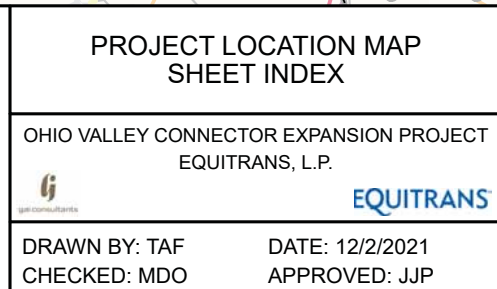 PROJECT LOCATION MAP
SHEET INDEX
OHIO VALLEY CONNECTOR EXPANSION PROJECT
EQUITRANS, L.P.
gai consultants
EQUITRANS
DRAWN BY: TAF DATE: 12/2/2021
CHECKED: MDO APPROVED: JJP